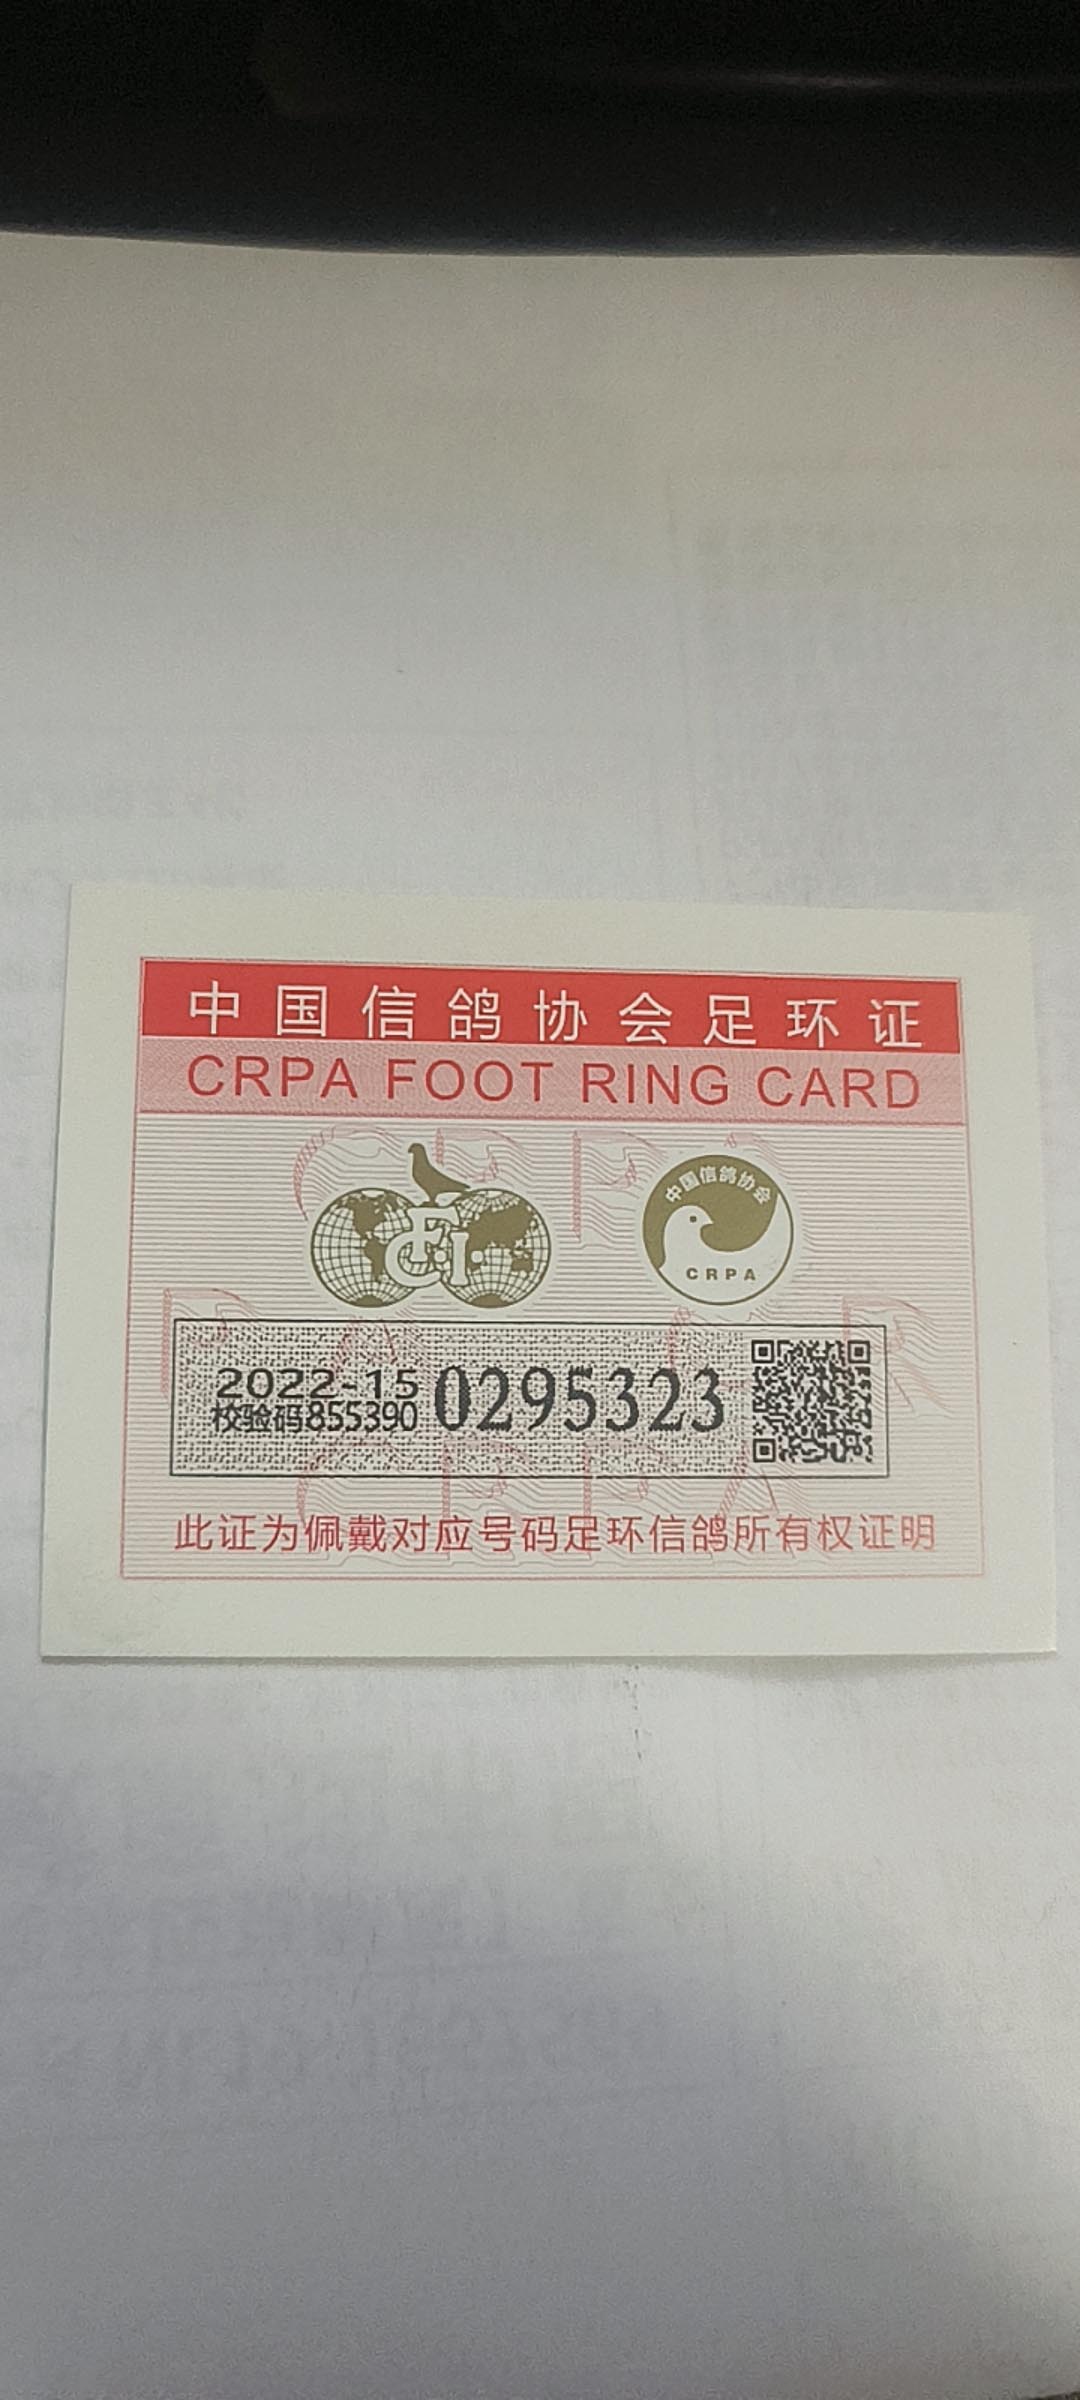 中国信鸽协会足环证
CRPA FOOT RING CARD
F
C.I.
中国信鸽协会
CRPA
2022-15
校验码855390
0295323
此证为佩戴对应号码足环信鸽所有权证明